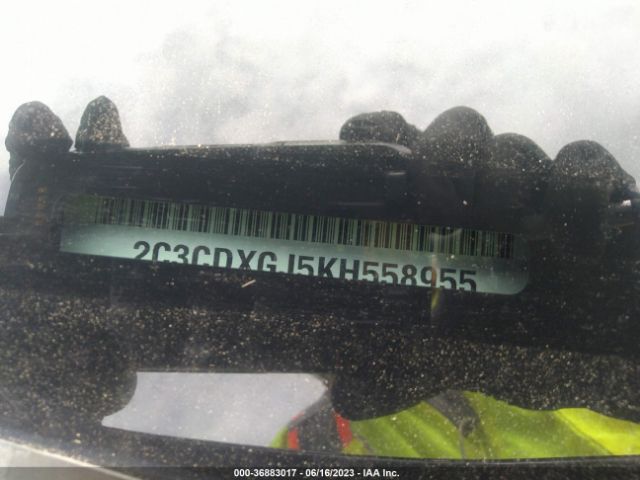 2C3CDXGJ5KH558955
000-36883017 - 06/16/2023 - IAA Inc.